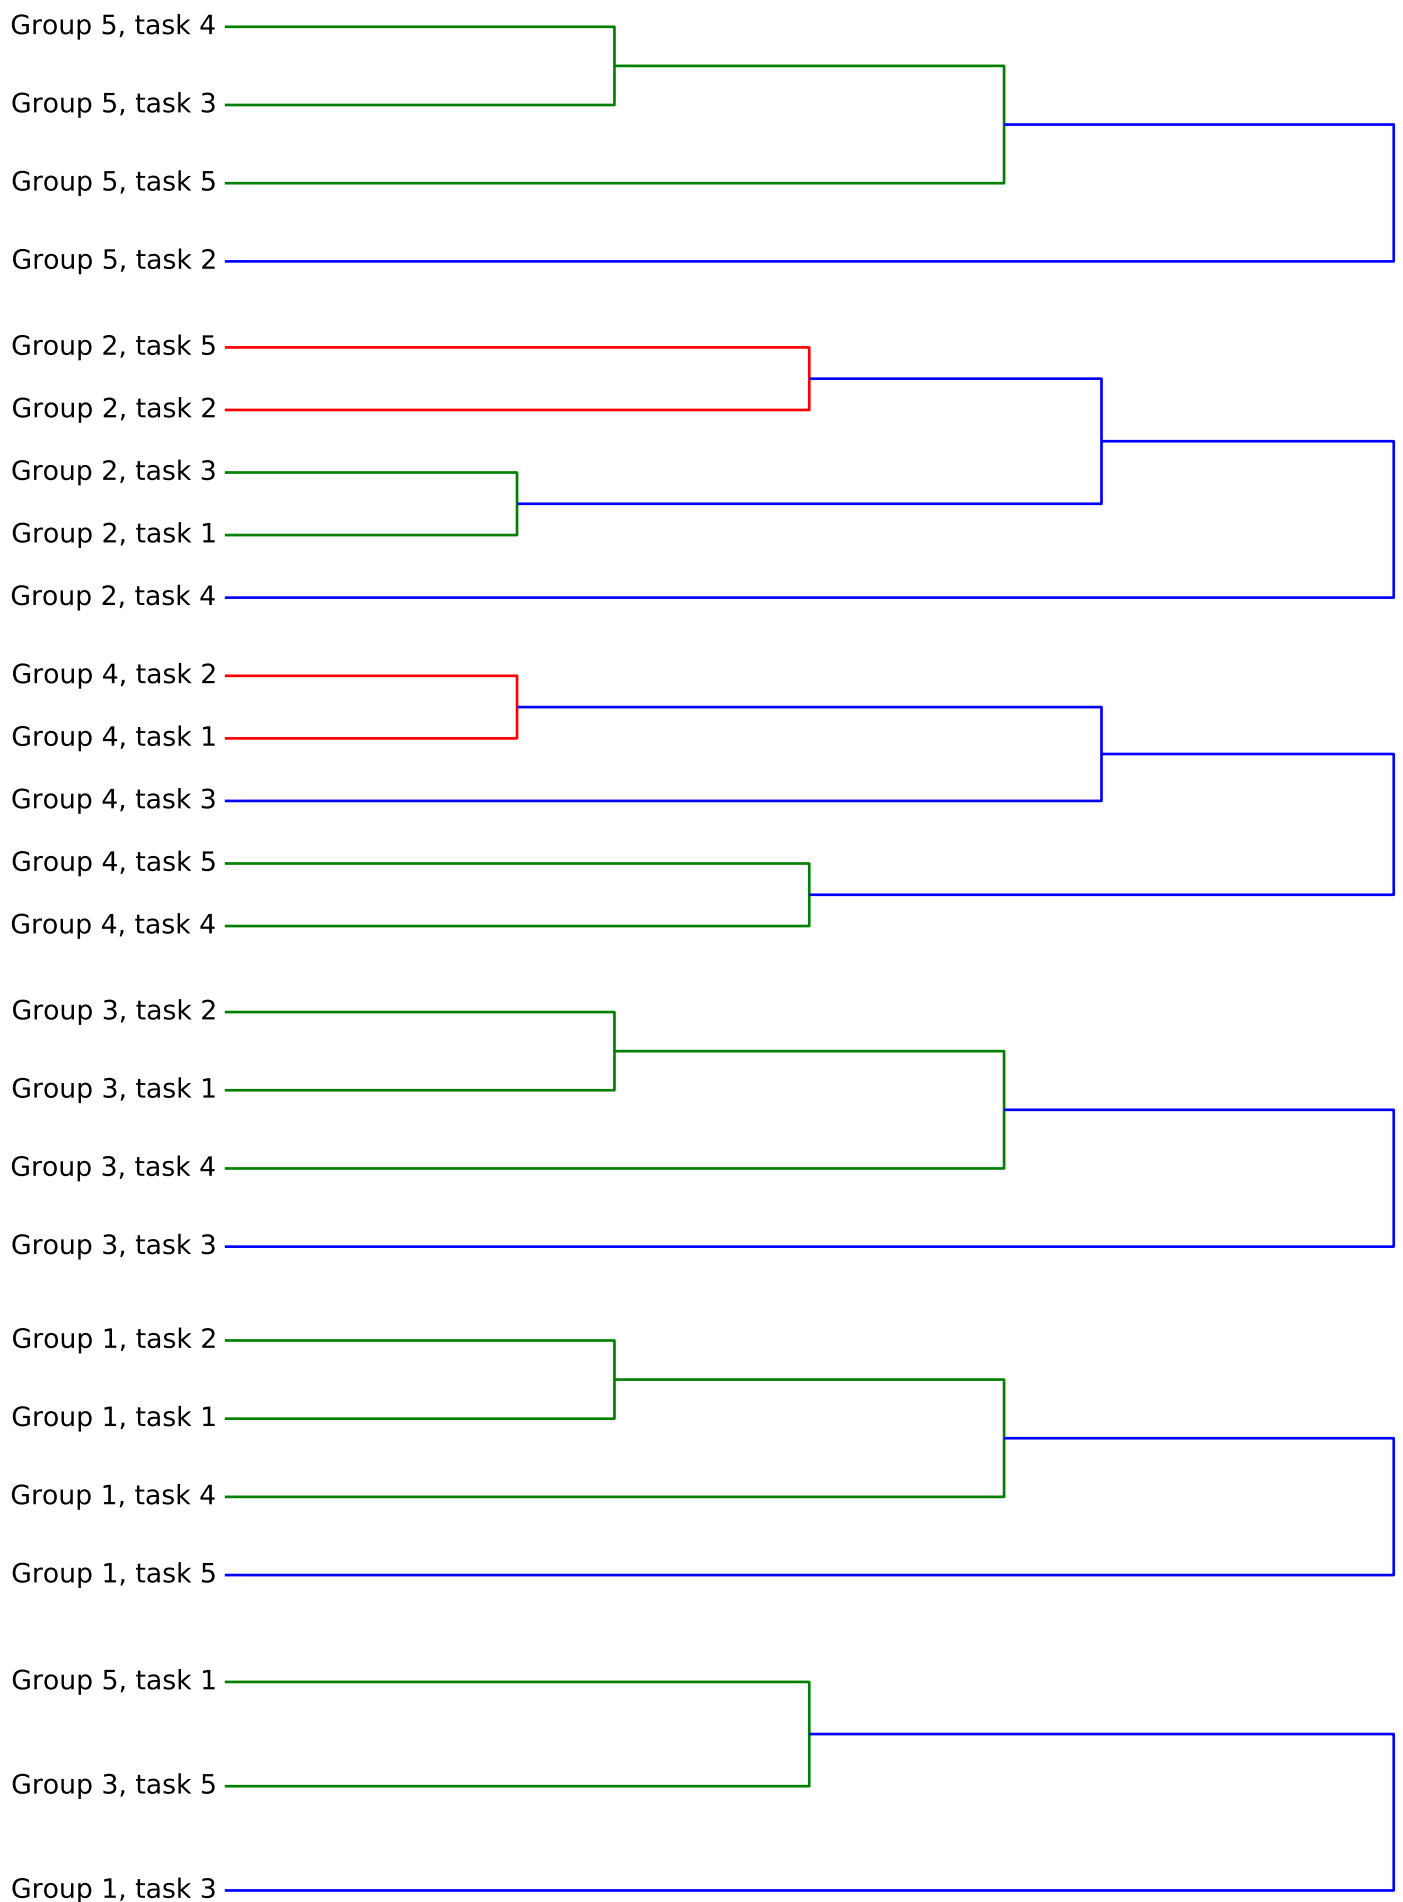 Group 5, task 4
Group 5, task 3
Group 5, task 5
Group 5, task 2
Group 2, task 5
Group 2, task 2
Group 2, task 3
Group 2, task 1
Group 2, task 4
Group 4, task 2
Group 4, task 1
Group 4, task 3
Group 4, task 5
Group 4, task 4
Group 3, task 2
Group 3, task 1
Group 3, task 4
Group 3, task 3
Group 1, task 2
Group 1, task 1
Group 1, task 4
Group 1, task 5
Group 5, task 1
Group 3, task 5
Group 1, task 3